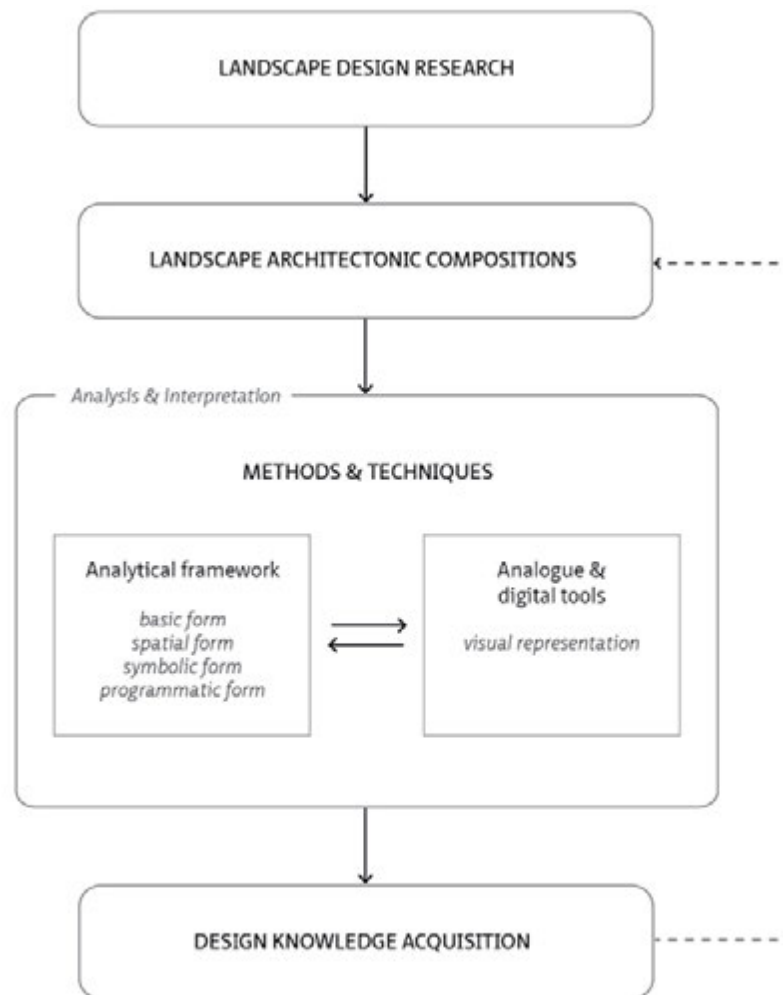 LANDSCAPE DESIGN RESEARCH
LANDSCAPE ARCHITECTONIC COMPOSITIONS
Analysis & Interpretation
METHODS & TECHNIQUES
Analytical framework
basic form
spatial form
symbolic form
programmatic form
Analogue &
digital tools
visual representation
DESIGN KNOWLEDGE ACQUISITION